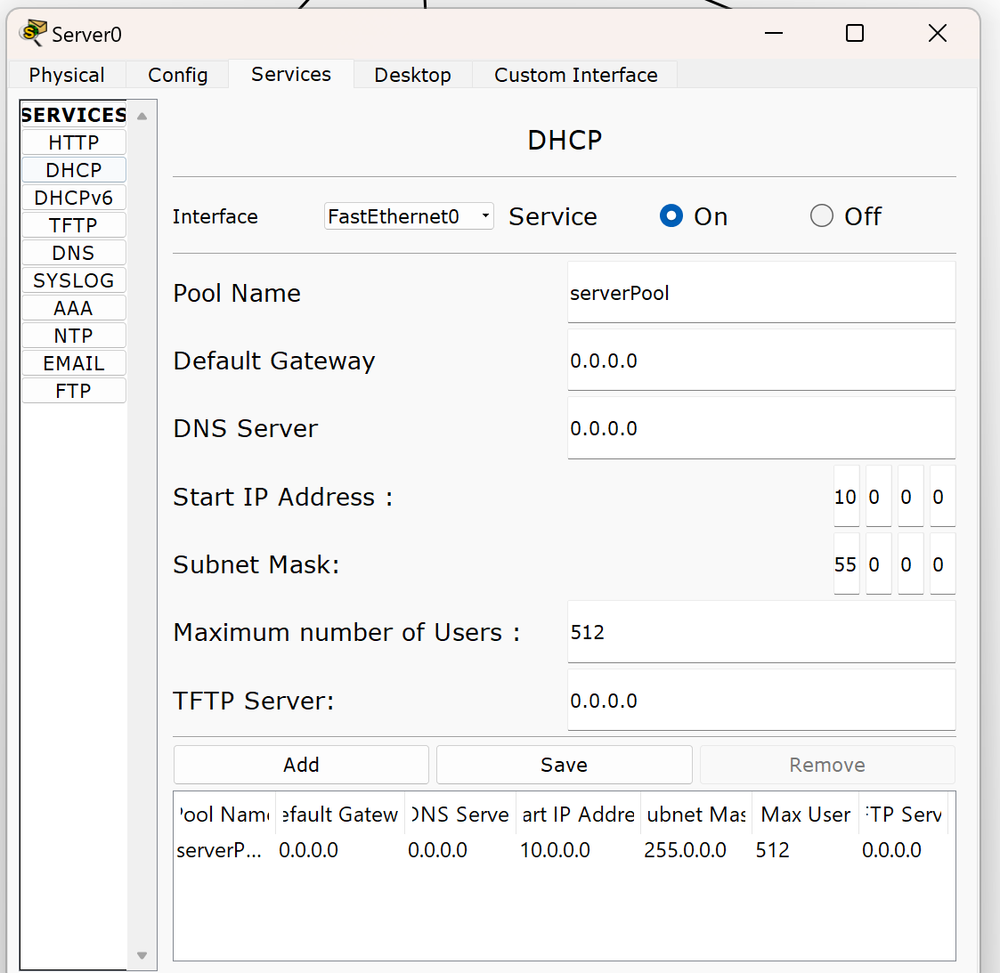 Server0
Physical Config Services Desktop Custom Interface
SERVICES
HTTP
DHCP
DHCPv6
TFTP
DNS
SYSLOG
AAA
NTP
EMAIL
FTP
DHCP
Interface FastEthernet0 Service On Off
Pool Name serverPool
Default Gateway 0.0.0.0
DNS Server 0.0.0.0
Start IP Address : 10 0 0 0
Subnet Mask: 55 0 0 0
Maximum number of Users : 512
TFTP Server: 0.0.0.0
Add Save Remove
Pool Name efault Gatew DNS Serve art IP Addre ubnet Mas Max User FTP Serv
serverP... 0.0.0.0 0.0.0.0 10.0.0.0 255.0.0.0 512 0.0.0.0